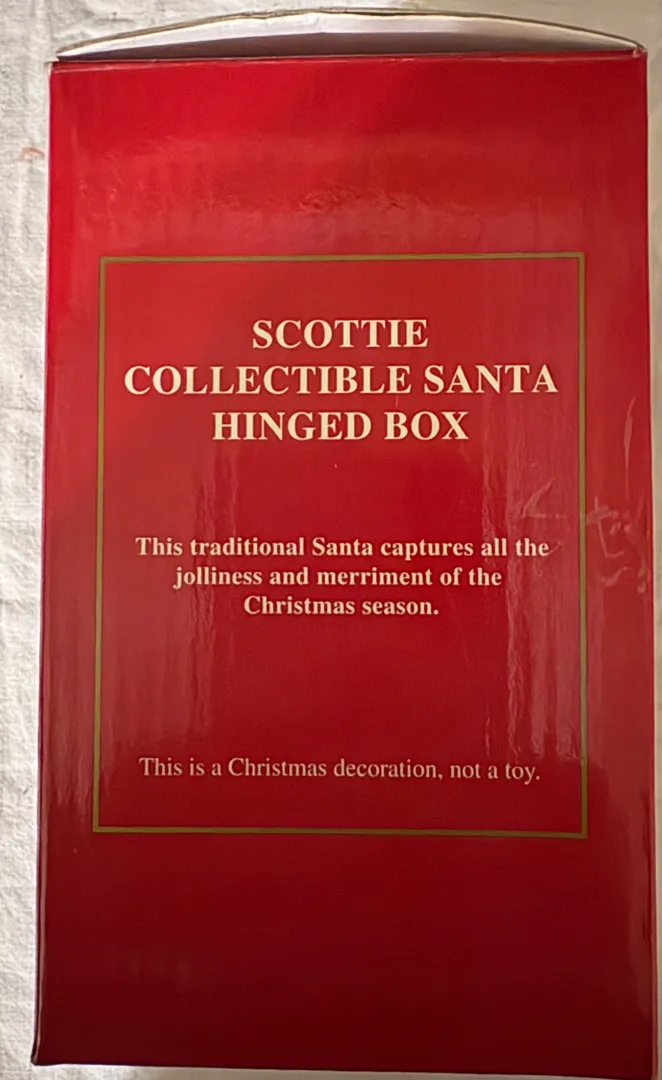 SCOTTIE
COLLECTIBLE SANTA
HINGED BOX
This traditional Santa captures all the
jolliness and merriment of the
Christmas season.
This is a Christmas decoration, not a toy.